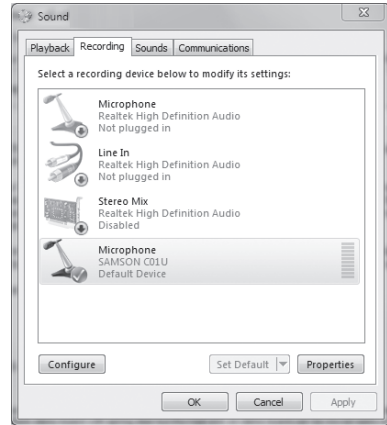 Sound
Playback Recording Sounds Communications
Select a recording device below to modify its settings:
Microphone
Realtek High Definition Audio
Not plugged in
Line In
Realtek High Definition Audio
Not plugged in
Stereo Mix
Realtek High Definition Audio
Disabled
Microphone
SAMSON C01U
Default Device
Configure Set Default Properties
OK Cancel Apply